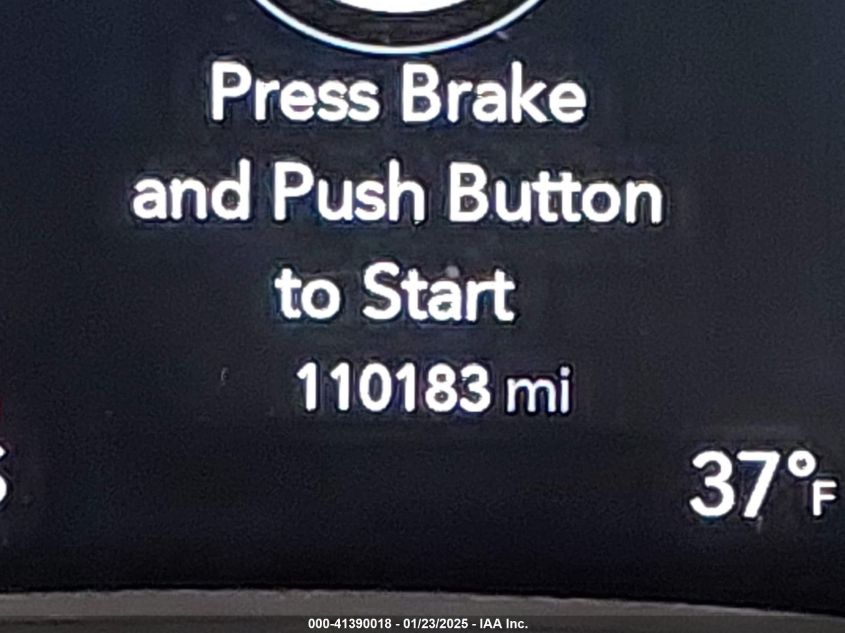 Press Brake
and Push Button
to Start
110183 mi
37°F
000-41390018 - 01/23/2025 - IAA Inc.